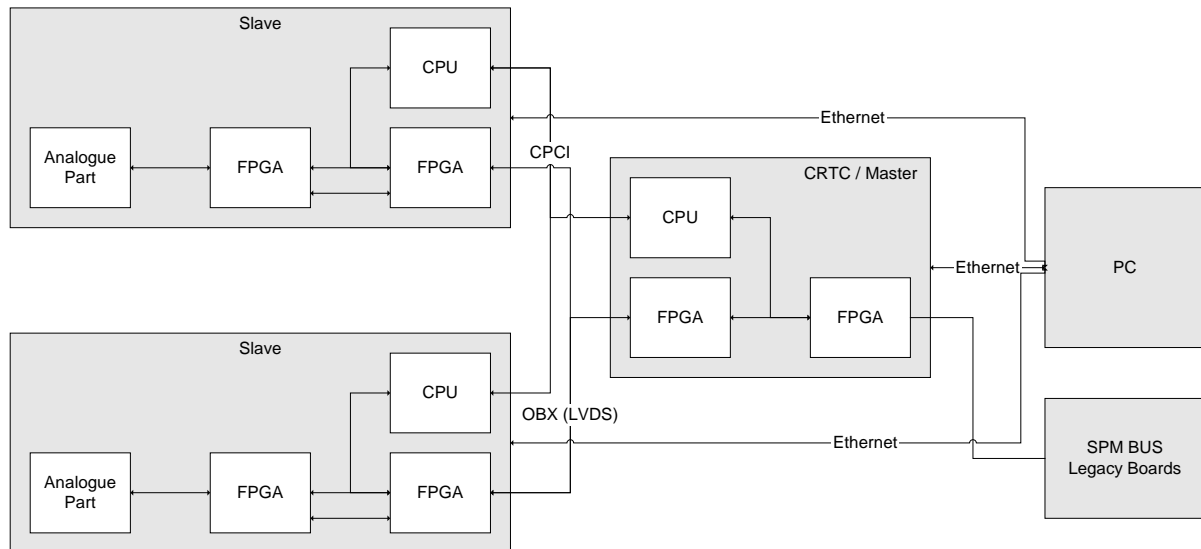 Slave
CPU
Analogue
Part
FPGA
FPGA
CPCI
Ethernet
CRTC / Master
CPU
FPGA
FPGA
Ethernet
PC
Slave
CPU
OBX (LVDS)
Analogue
Part
FPGA
FPGA
Ethernet
SPM BUS
Legacy Boards